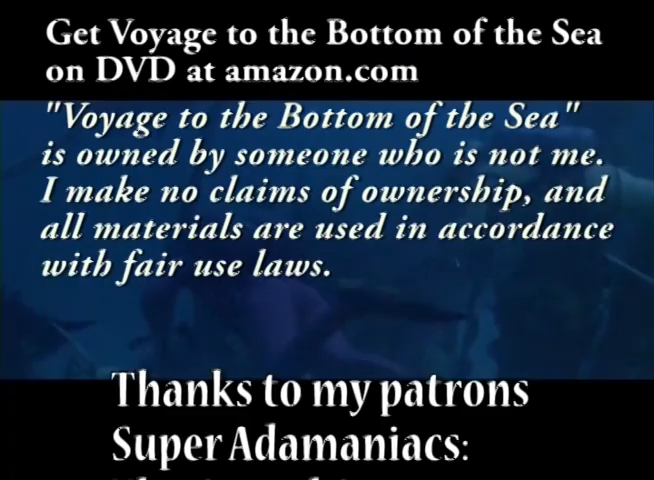 Get Voyage to the Bottom of the Sea
on DVD at amazon.com
"Voyage to the Bottom of the Sea"
is owned by someone who is not me.
I make no claims of ownership, and
all materials are used in accordance
with fair use laws.
Thanks to my patrons
Super Adamaniacs: